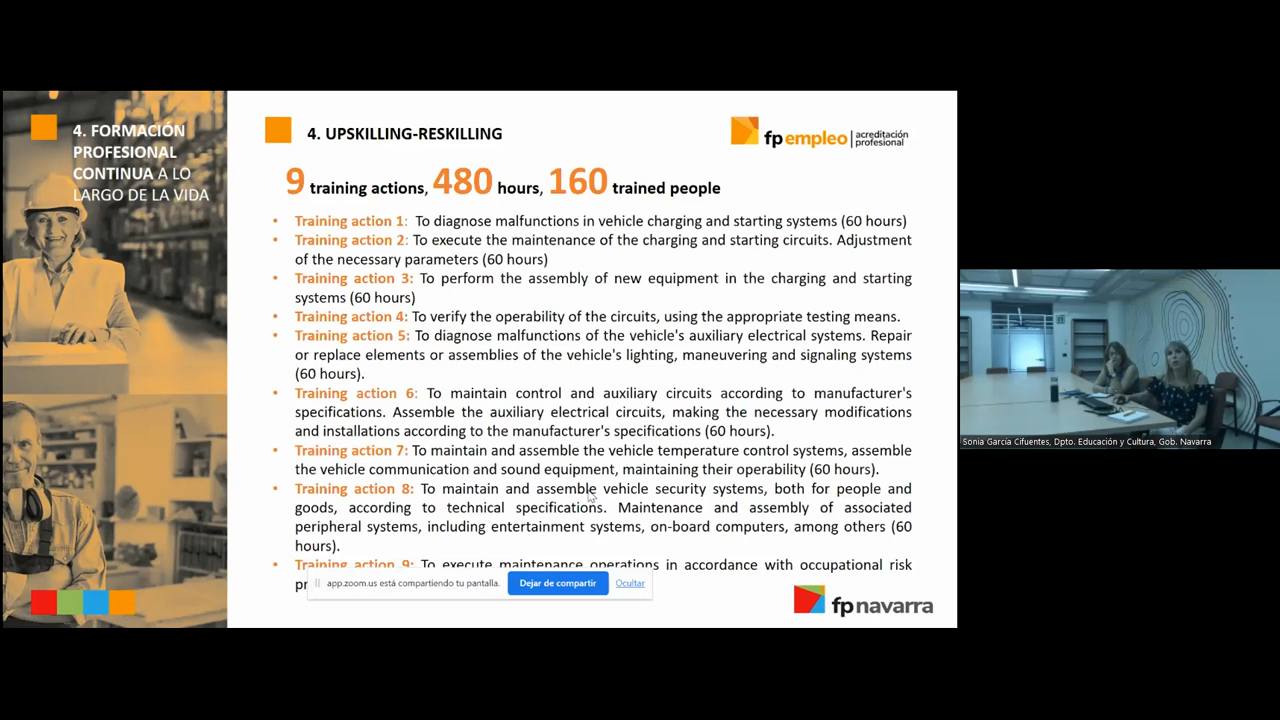 4. FORMACIÓN
PROFESIONAL
CONTINUA A LO
LARGO DE LA VIDA
4. UPSKILLING-RESKILLING
fp empleo | acreditación
profesional
9 training actions, 480 hours, 160 trained people
• Training action 1: To diagnose malfunctions in vehicle charging and starting systems (60 hours)
• Training action 2: To execute the maintenance of the charging and starting circuits. Adjustment
of the necessary parameters (60 hours)
• Training action 3: To perform the assembly of new equipment in the charging and starting
systems (60 hours)
• Training action 4: To verify the operability of the circuits, using the appropriate testing means.
• Training action 5: To diagnose malfunctions of the vehicle's auxiliary electrical systems. Repair
or replace elements or assemblies of the vehicle's lighting, maneuvering and signaling systems
(60 hours).
• Training action 6: To maintain control and auxiliary circuits according to manufacturer's
specifications. Assemble the auxiliary electrical circuits, making the necessary modifications
and installations according to the manufacturer's specifications (60 hours).
• Training action 7: To maintain and assemble the vehicle temperature control systems, assemble
the vehicle communication and sound equipment, maintaining their operability (60 hours).
• Training action 8: To maintain and assemble vehicle security systems, both for people and
goods, according to technical specifications. Maintenance and assembly of associated
peripheral systems, including entertainment systems, on-board computers, among others (60
hours).
• Training action 9: To execute maintenance operations in accordance with occupational risk
app.zoom.us está compartiendo tu pantalla. Dejar de compartir Ocultar
fp navarra
Sonia García Cifuentes, Dpto. Educación y Cultura, Gob. Navarra